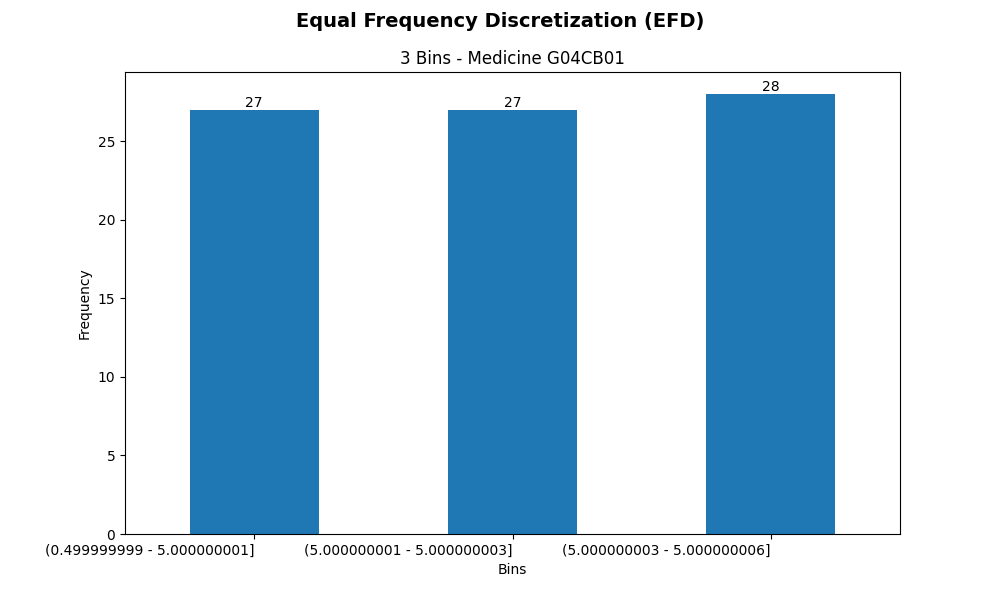 Equal Frequency Discretization (EFD)
3 Bins - Medicine G04CB01
27
27
28
25
20
15
10
5
0
Frequency
(0.499999999 - 5.000000001]
(5.000000001 - 5.000000003]
(5.000000003 - 5.000000006]
Bins